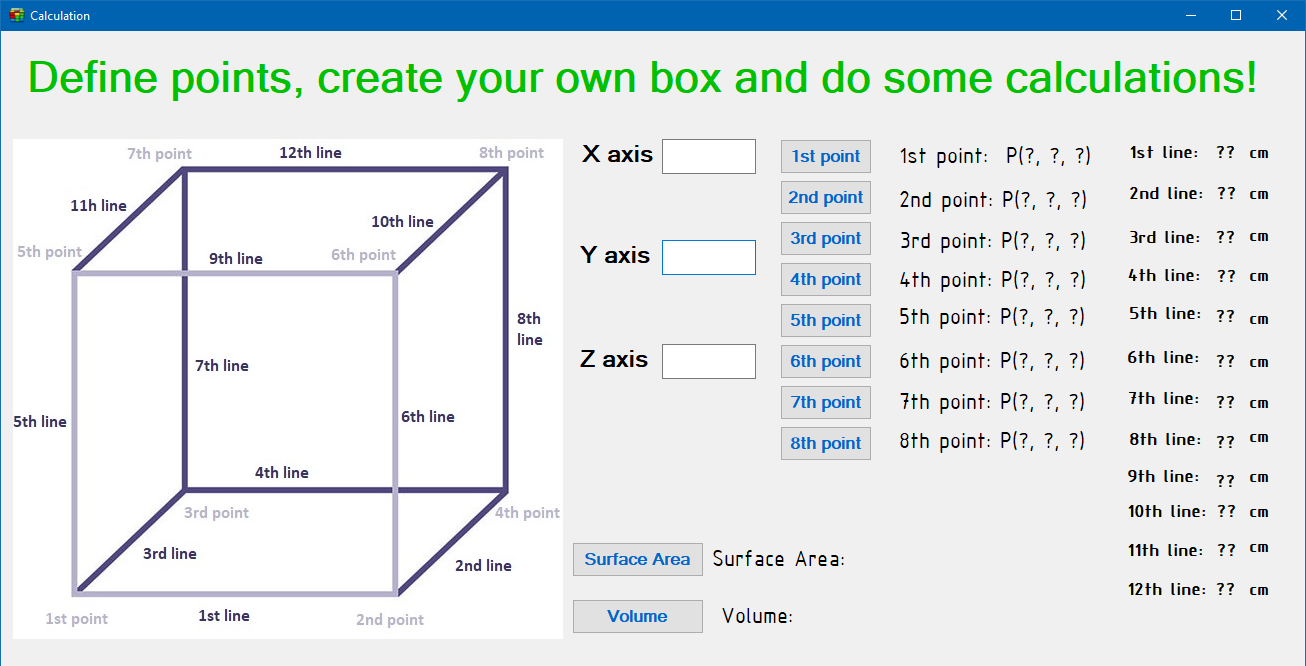 Calculation
Define points, create your own box and do some calculations!
7th point
12th line
8th point
11h line
10th line
5th point
9th line
6th point
8th
line
7th line
5th line
6th line
4th line
3rd point
4th point
3rd line
2nd line
1st point
1st line
2nd point
X axis
Y axis
Z axis
1st point
2nd point
3rd point
4th point
5th point
6th point
7th point
8th point
1st point: P(?, ?, ?)
2nd point: P(?, ?, ?)
3rd point: P(?, ?, ?)
4th point: P(?, ?, ?)
5th point: P(?, ?, ?)
6th point: P(?, ?, ?)
7th point: P(?, ?, ?)
8th point: P(?, ?, ?)
1st line: ?? cm
2nd line: ?? cm
3rd line: ?? cm
4th line: ?? cm
5th line: ?? cm
6th line: ?? cm
7th line: ?? cm
8th line: ?? cm
9th line: ?? cm
10th line: ?? cm
11th line: ?? cm
12th line: ?? cm
Surface Area Surface Area:
Volume Volume: